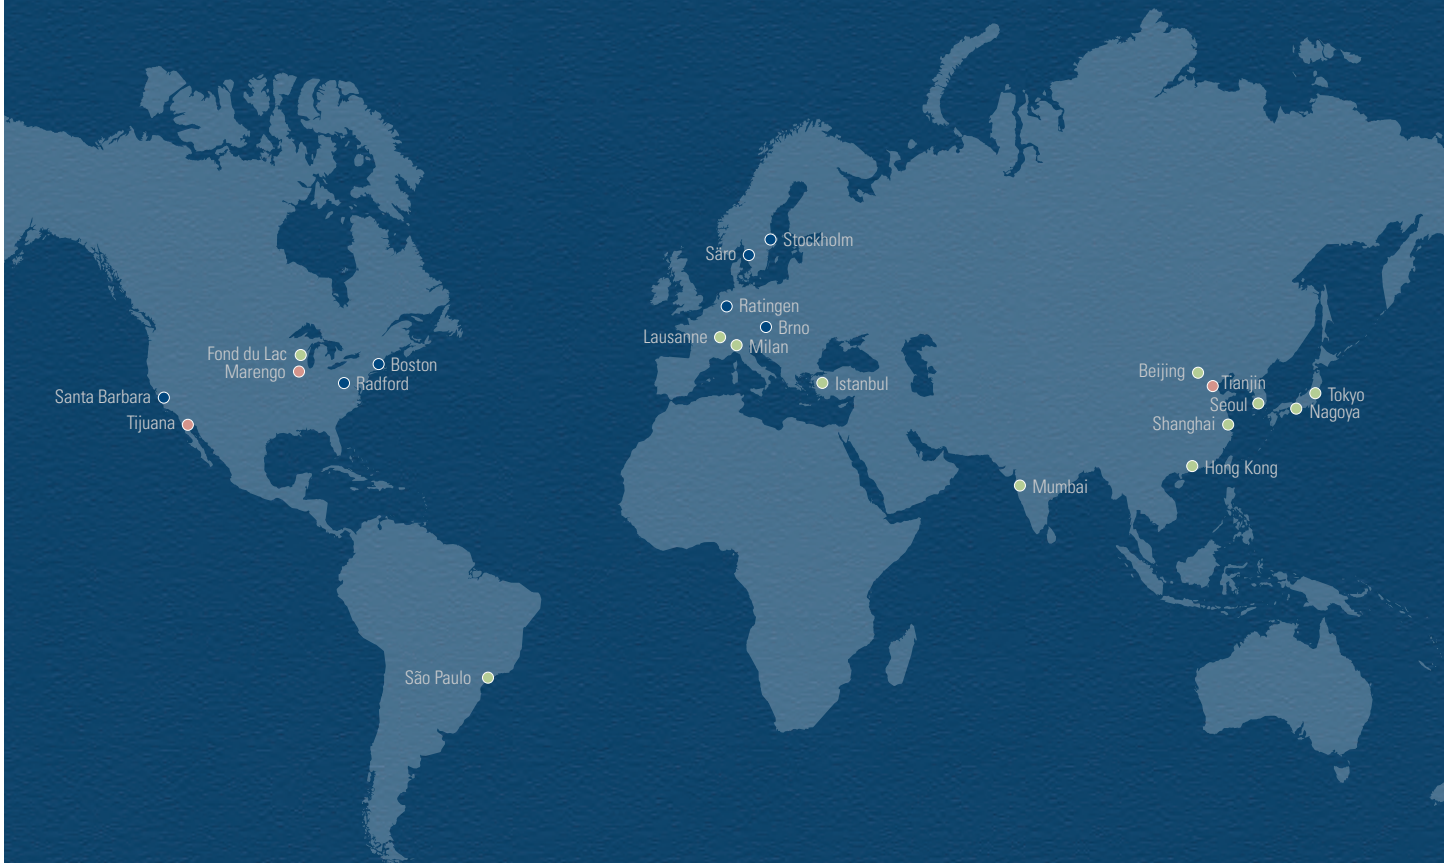 Stockholm
Säro
Ratingen
Brno
Lausanne
Milan
Fond du Lac
Marengo
Boston
Radford
Santa Barbara
Tijuana
Istanbul
Beijing
Tianjin
Seoul
Tokyo
Nagoya
Shanghai
Hong Kong
Mumbai
São Paulo